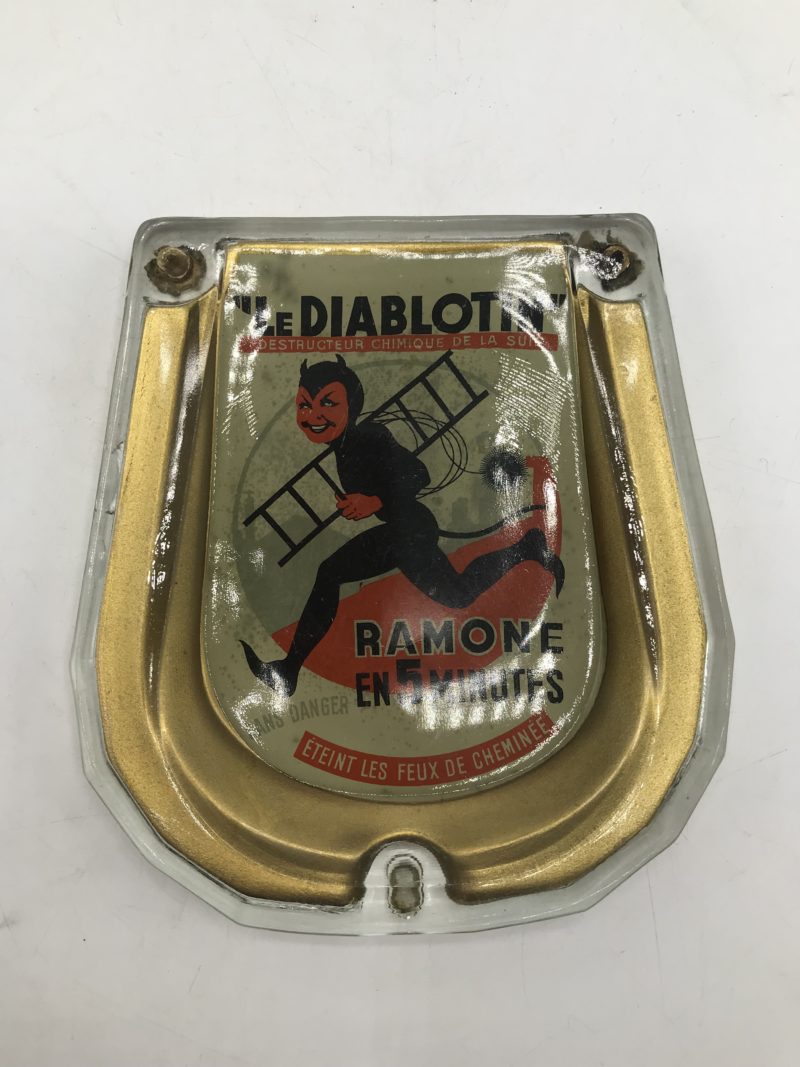 "LE DIABLOTIN"
DESTRUCTEUR CHIMIQUE DE LA SUIE
RAMONE
EN 5 MINUTES
SANS DANGER
ÉTEINT LES FEUX DE CHEMINÉE